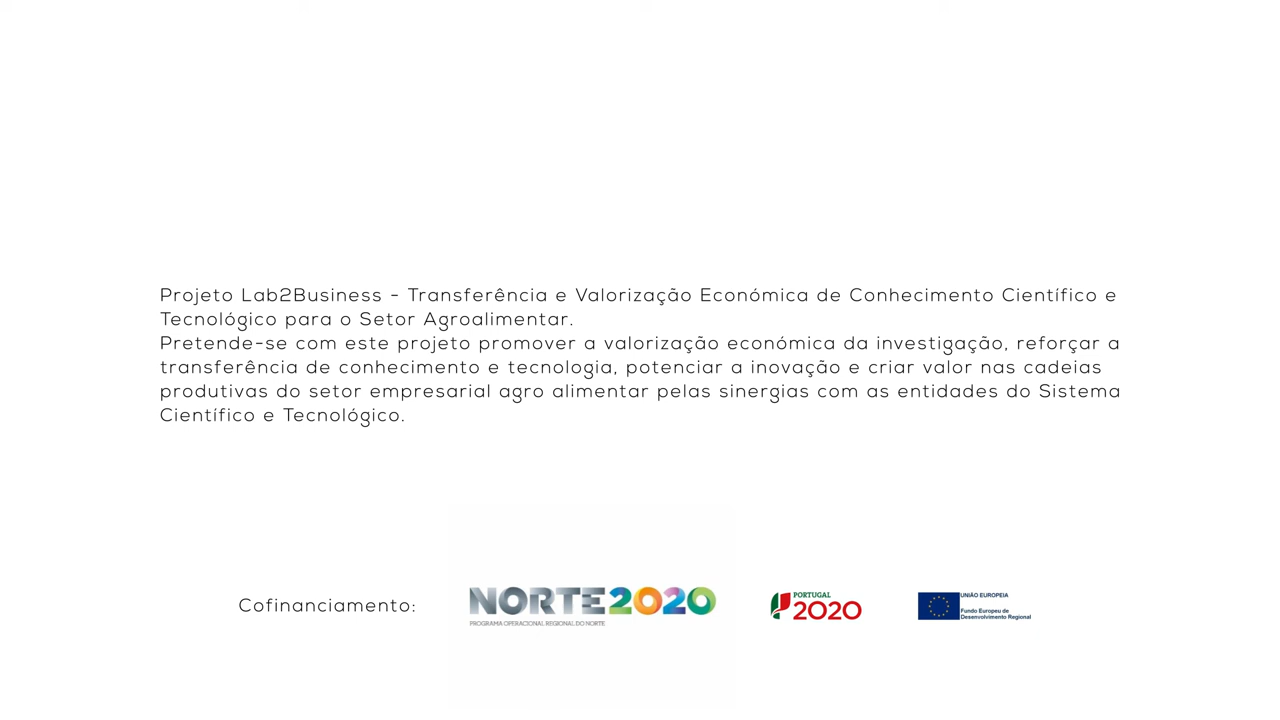 Projeto Lab2Business - Transferência e Valorização Económica de Conhecimento Científico e
Tecnológico para o Setor Agroalimentar.
Pretende-se com este projeto promover a valorização económica da investigação, reforçar a
transferência de conhecimento e tecnologia, potenciar a inovação e criar valor nas cadeias
produtivas do setor empresarial agro alimentar pelas sinergias com as entidades do Sistema
Científico e Tecnológico.
Cofinanciamento:
NORTE2020
PROGRAMA OPERACIONAL REGIONAL DO NORTE
PORTUGAL
2020
UNIÃO EUROPEIA
Fundo Europeu de
Desenvolvimento Regional